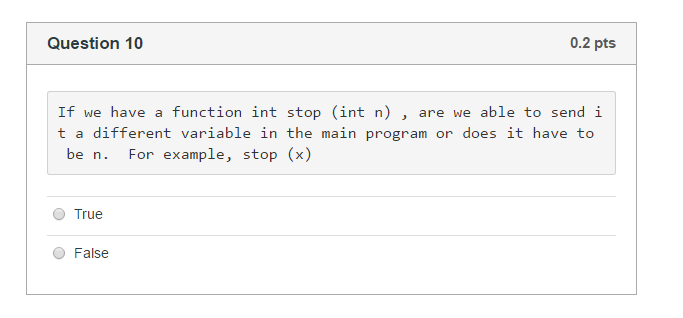 Question 10
0.2 pts
If we have a function int stop (int n) , are we able to send i
t a different variable in the main program or does it have to
be n.  For example, stop (x)
True
False